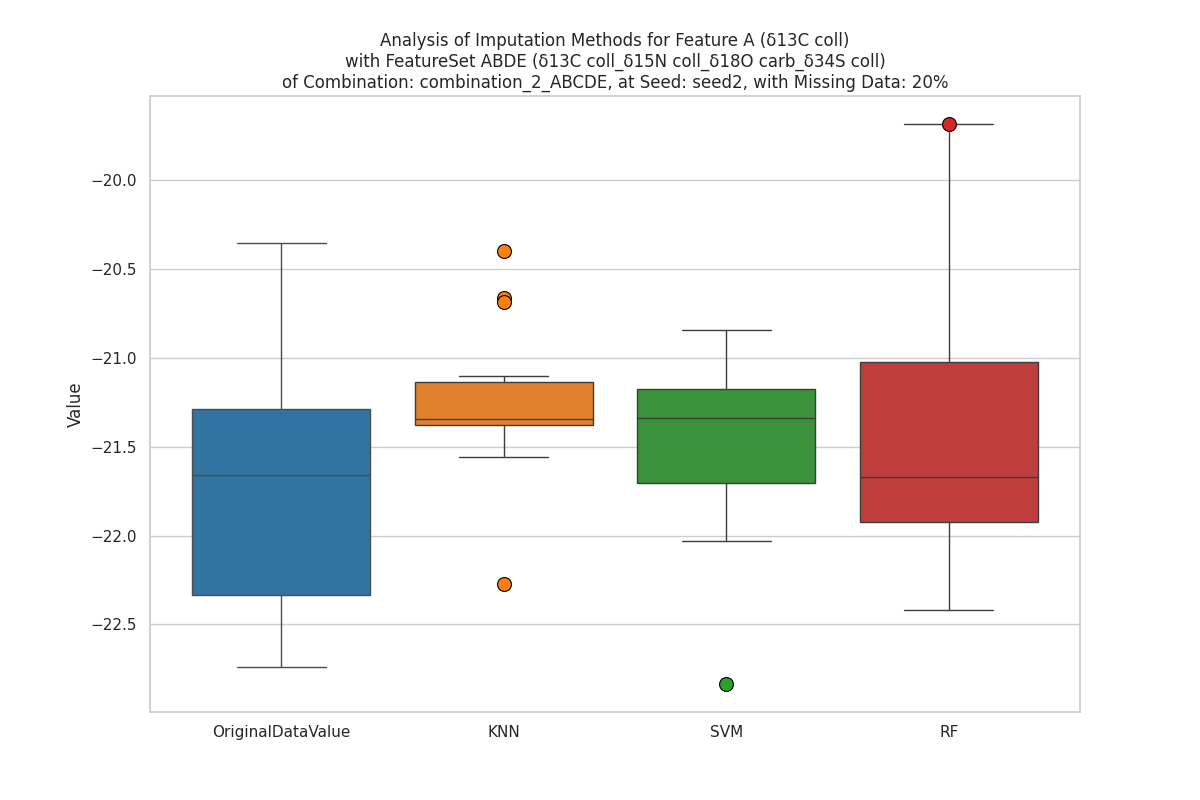 Analysis of Imputation Methods for Feature A (δ13C coll)
with FeatureSet ABDE (δ13C coll_δ15N coll_δ18O carb_δ34S coll)
of Combination: combination_2_ABCDE, at Seed: seed2, with Missing Data: 20%
Value
−20.0
−20.5
−21.0
−21.5
−22.0
−22.5
OriginalDataValue
KNN
SVM
RF